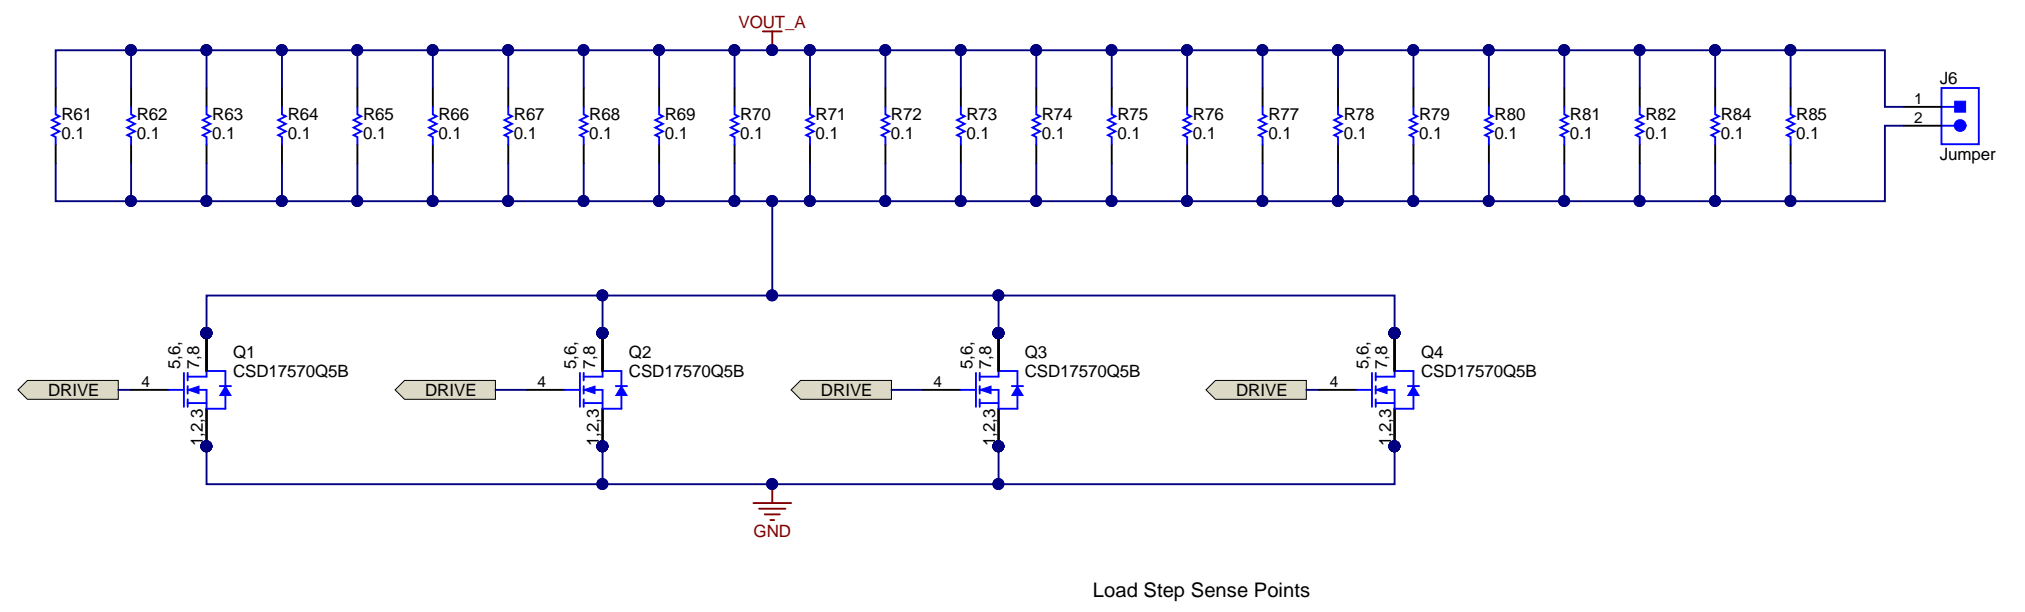 VOUT_A
R61
0.1
R62
0.1
R63
0.1
R64
0.1
R65
0.1
R66
0.1
R67
0.1
R68
0.1
R69
0.1
R70
0.1
R71
0.1
R72
0.1
R73
0.1
R74
0.1
R75
0.1
R76
0.1
R77
0.1
R78
0.1
R79
0.1
R80
0.1
R81
0.1
R82
0.1
R84
0.1
R85
0.1
J6
1
2
Jumper
DRIVE
4
5,6,
7,8
1,2,3
Q1
CSD17570Q5B
DRIVE
4
5,6,
7,8
1,2,3
Q2
CSD17570Q5B
DRIVE
4
5,6,
7,8
1,2,3
Q3
CSD17570Q5B
DRIVE
4
5,6,
7,8
1,2,3
Q4
CSD17570Q5B
GND
Load Step Sense Points